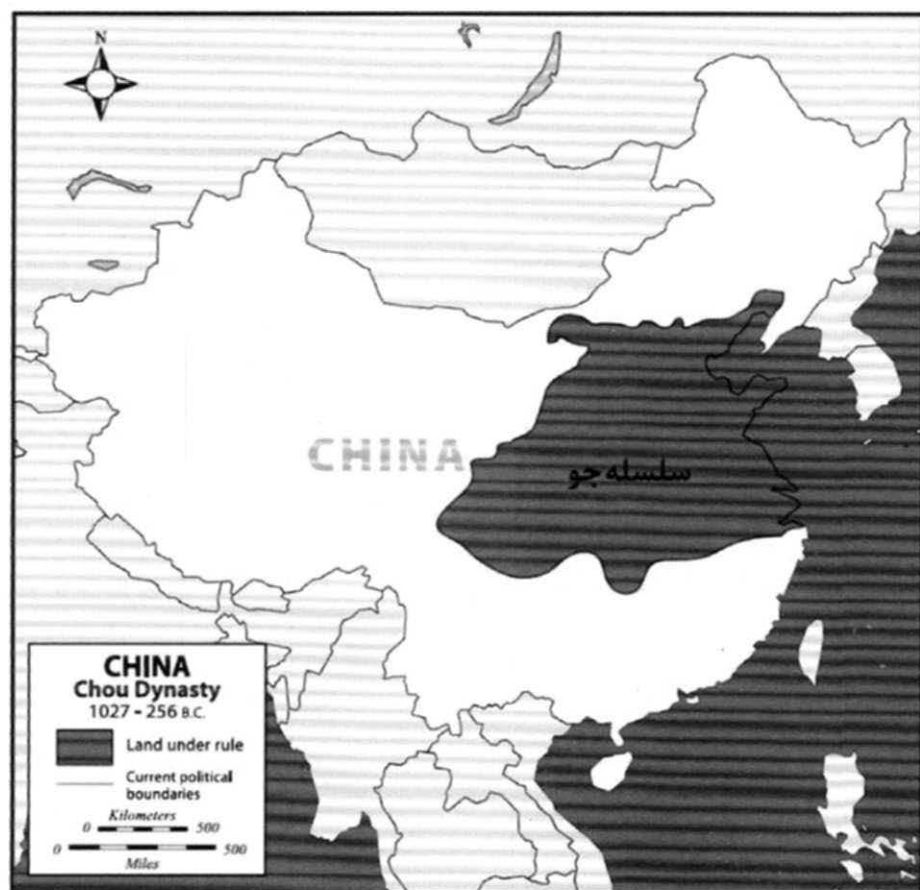 N
CHINA
سلسله جو
CHINA
Chou Dynasty
1027 - 256 B.C.
Land under rule
Current political
boundaries
Kilometers
0 500
0 500
Miles